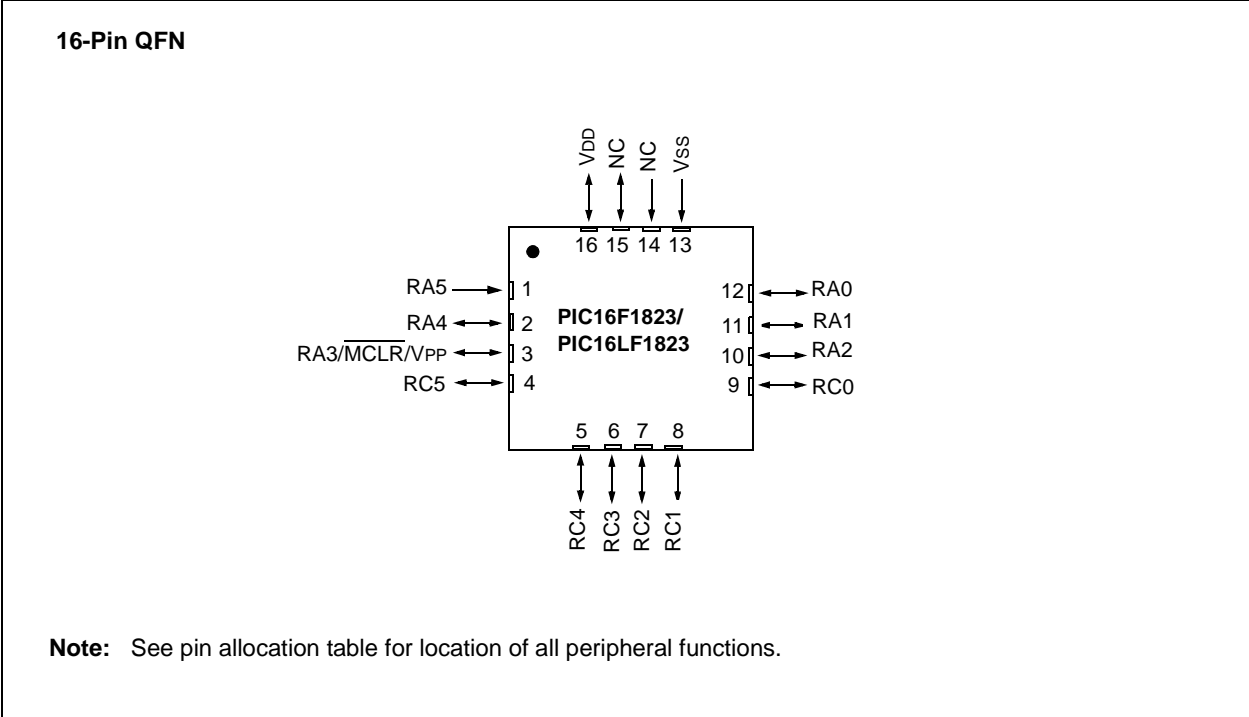 16-Pin QFN
VDD
NC
NC
VSS
16 15 14 13
RA5 1
RA4 2
RA3/MCLR/VPP 3
RC5 4
PIC16F1823/
PIC16LF1823
12 RA0
11 RA1
10 RA2
9 RC0
5 6 7 8
RC4
RC3
RC2
RC1
Note: See pin allocation table for location of all peripheral functions.